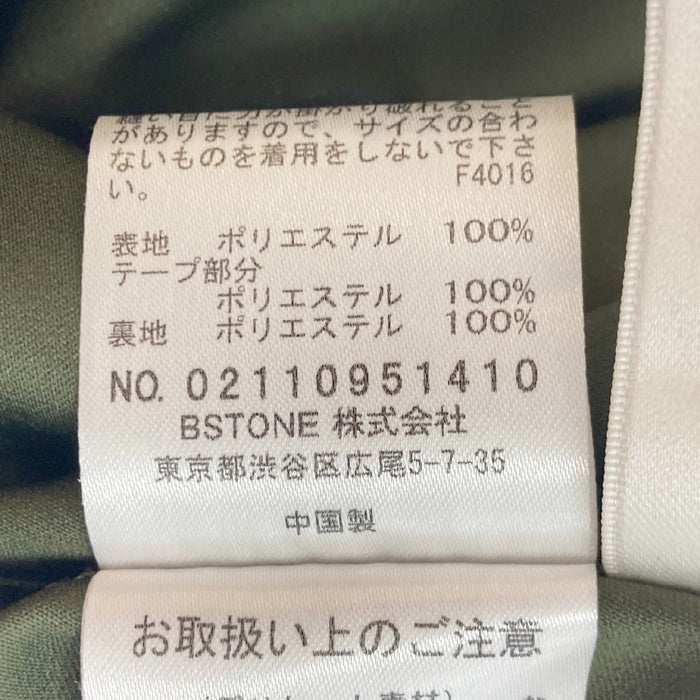 がありますので、サイズの合わ
ないものを着用をしないで下さ
い。
F4016
表地 ポリエステル 100%
テープ部分
ポリエステル 100%
裏地 ポリエステル 100%
NO. 02110951410
BSTONE 株式会社
東京都渋谷区広尾5-7-35
中国製
お取扱い上のご注意